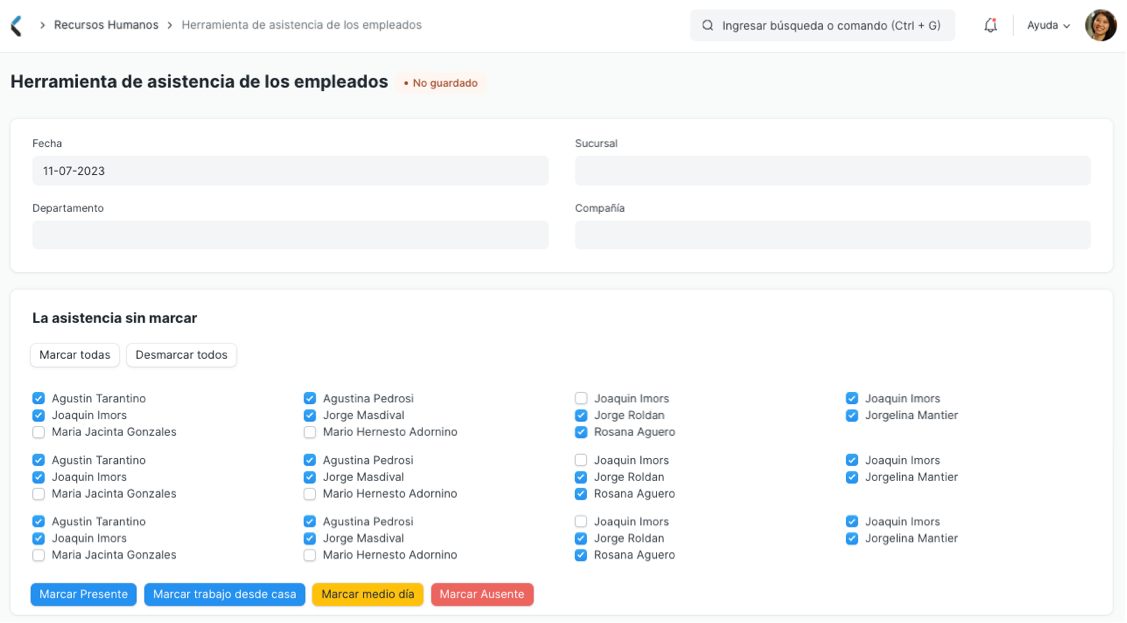 Recursos Humanos > Herramienta de asistencia de los empleados
Ingresar búsqueda o comando (Ctrl + G)
Ayuda
Herramienta de asistencia de los empleados
• No guardado
Fecha
Sucursal
11-07-2023
Departamento
Compañía
La asistencia sin marcar
Marcar todas
Desmarcar todos
Agustin Tarantino
Agustina Pedrosi
Joaquin Imors
Joaquin Imors
Joaquin Imors
Jorge Masdival
Jorge Roldan
Jorgelina Mantier
Maria Jacinta Gonzales
Mario Hernesto Adornino
Rosana Aguero
Agustin Tarantino
Agustina Pedrosi
Joaquin Imors
Joaquin Imors
Joaquin Imors
Jorge Masdival
Jorge Roldan
Jorgelina Mantier
Maria Jacinta Gonzales
Mario Hernesto Adornino
Rosana Aguero
Agustin Tarantino
Agustina Pedrosi
Joaquin Imors
Joaquin Imors
Joaquin Imors
Jorge Masdival
Jorge Roldan
Jorgelina Mantier
Maria Jacinta Gonzales
Mario Hernesto Adornino
Rosana Aguero
Marcar Presente
Marcar trabajo desde casa
Marcar medio día
Marcar Ausente